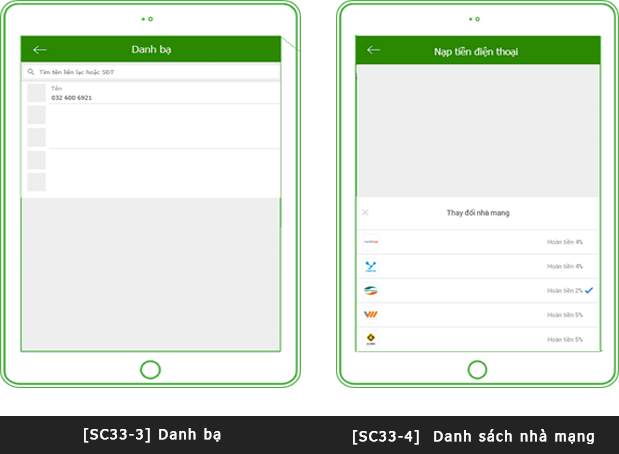 Danh bạ
Tìm tên liên lạc hoặc SĐT
Tên
032 600 6921
[SC33-3] Danh bạ
Nạp tiền điện thoại
Thay đổi nhà mạng
Hoàn tiền 4%
Hoàn tiền 4%
Hoàn tiền 2%
Hoàn tiền 5%
Hoàn tiền 5%
[SC33-4] Danh sách nhà mạng